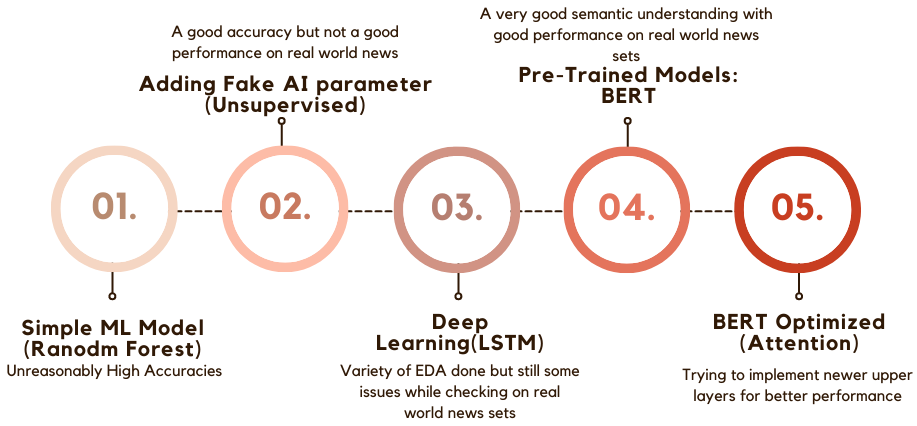 A good accuracy but not a good
performance on real world news
Adding Fake AI parameter
(Unsupervised)
A very good semantic understanding with
good performance on real world news
sets
Pre-Trained Models:
BERT
01.
02.
03.
04.
05.
Simple ML Model
(Ranodm Forest)
Unreasonably High Accuracies
Deep
Learning(LSTM)
Variety of EDA done but still some
issues while checking on real
world news sets
BERT Optimized
(Attention)
Trying to implement newer upper
layers for better performance